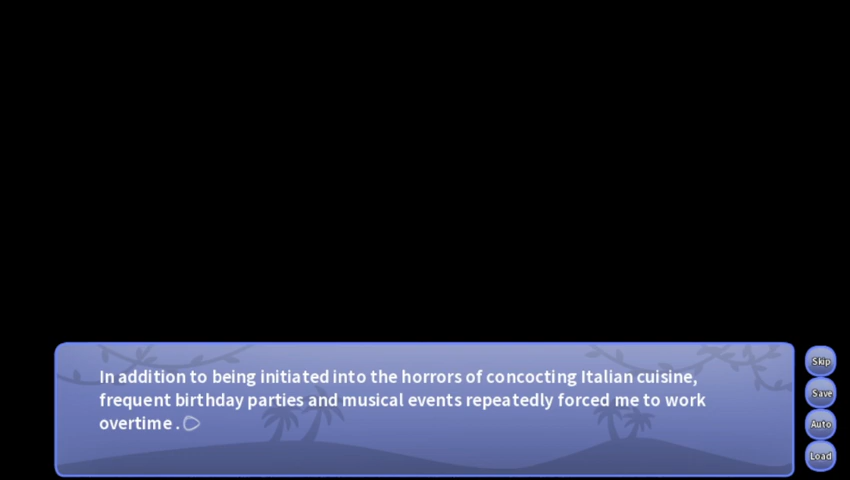 In addition to being initiated into the horrors of concocting Italian cuisine,
frequent birthday parties and musical events repeatedly forced me to work
overtime .
Skip
Save
Auto
Load